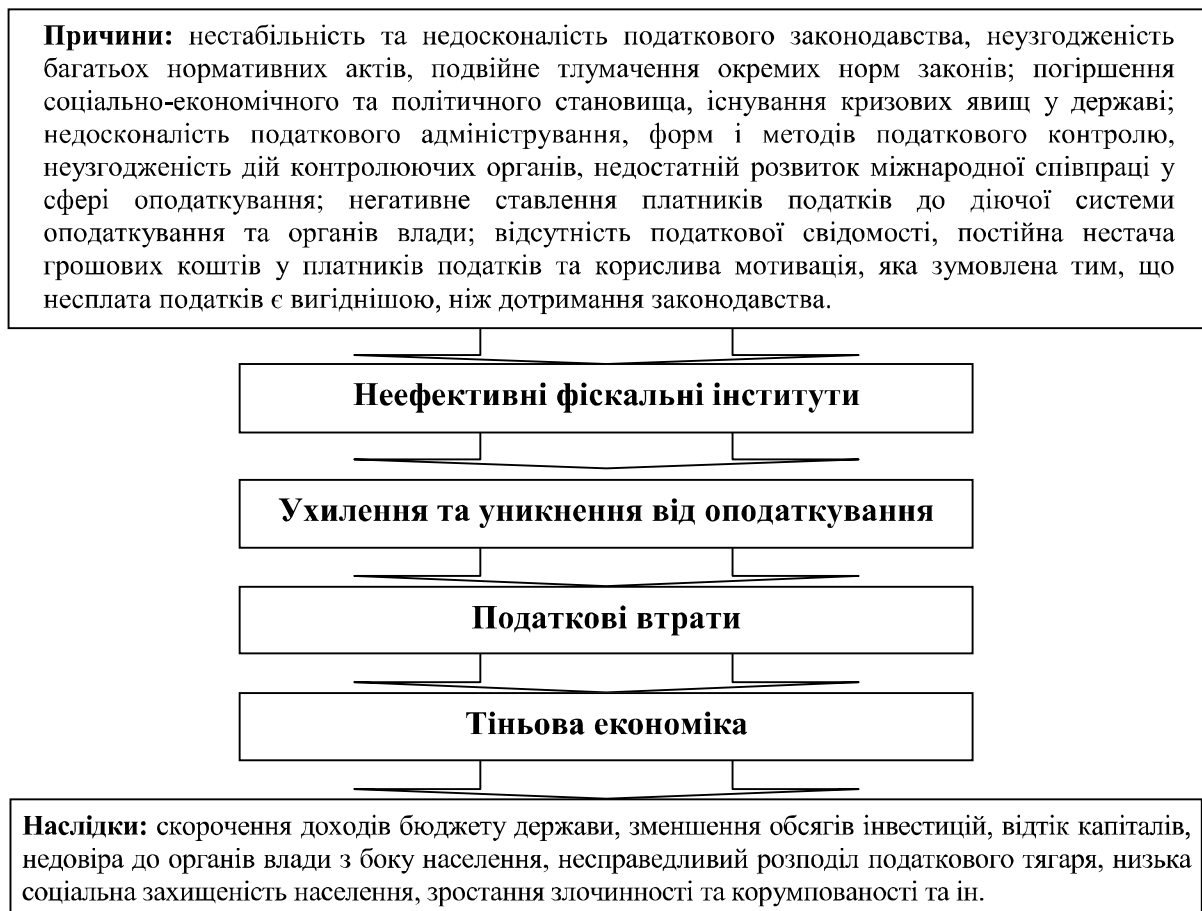 Причини: нестабільність та недосконалість податкового законодавства, неузгодженість
багатьох нормативних актів, подвійне тлумачення окремих норм законів; погіршення
соціально-економічного та політичного становища, існування кризових явищ у державі;
недосконалість податкового адміністрування, форм і методів податкового контролю,
неузгодженість дій контролюючих органів, недостатній розвиток міжнародної співпраці у
сфері оподаткування; негативне ставлення платників податків до діючої системи
оподаткування та органів влади; відсутність податкової свідомості, постійна нестача
грошових коштів у платників податків та корислива мотивація, яка зумовлена тим, що
несплата податків є вигіднішою, ніж дотримання законодавства.
Неефективні фіскальні інститути
Ухилення та уникнення від оподаткування
Податкові втрати
Тіньова економіка
Наслідки: скорочення доходів бюджету держави, зменшення обсягів інвестицій, відтік капіталів,
недовіра до органів влади з боку населення, несправедливий розподіл податкового тягаря, низька
соціальна захищеність населення, зростання злочинності та корумпованості та ін.